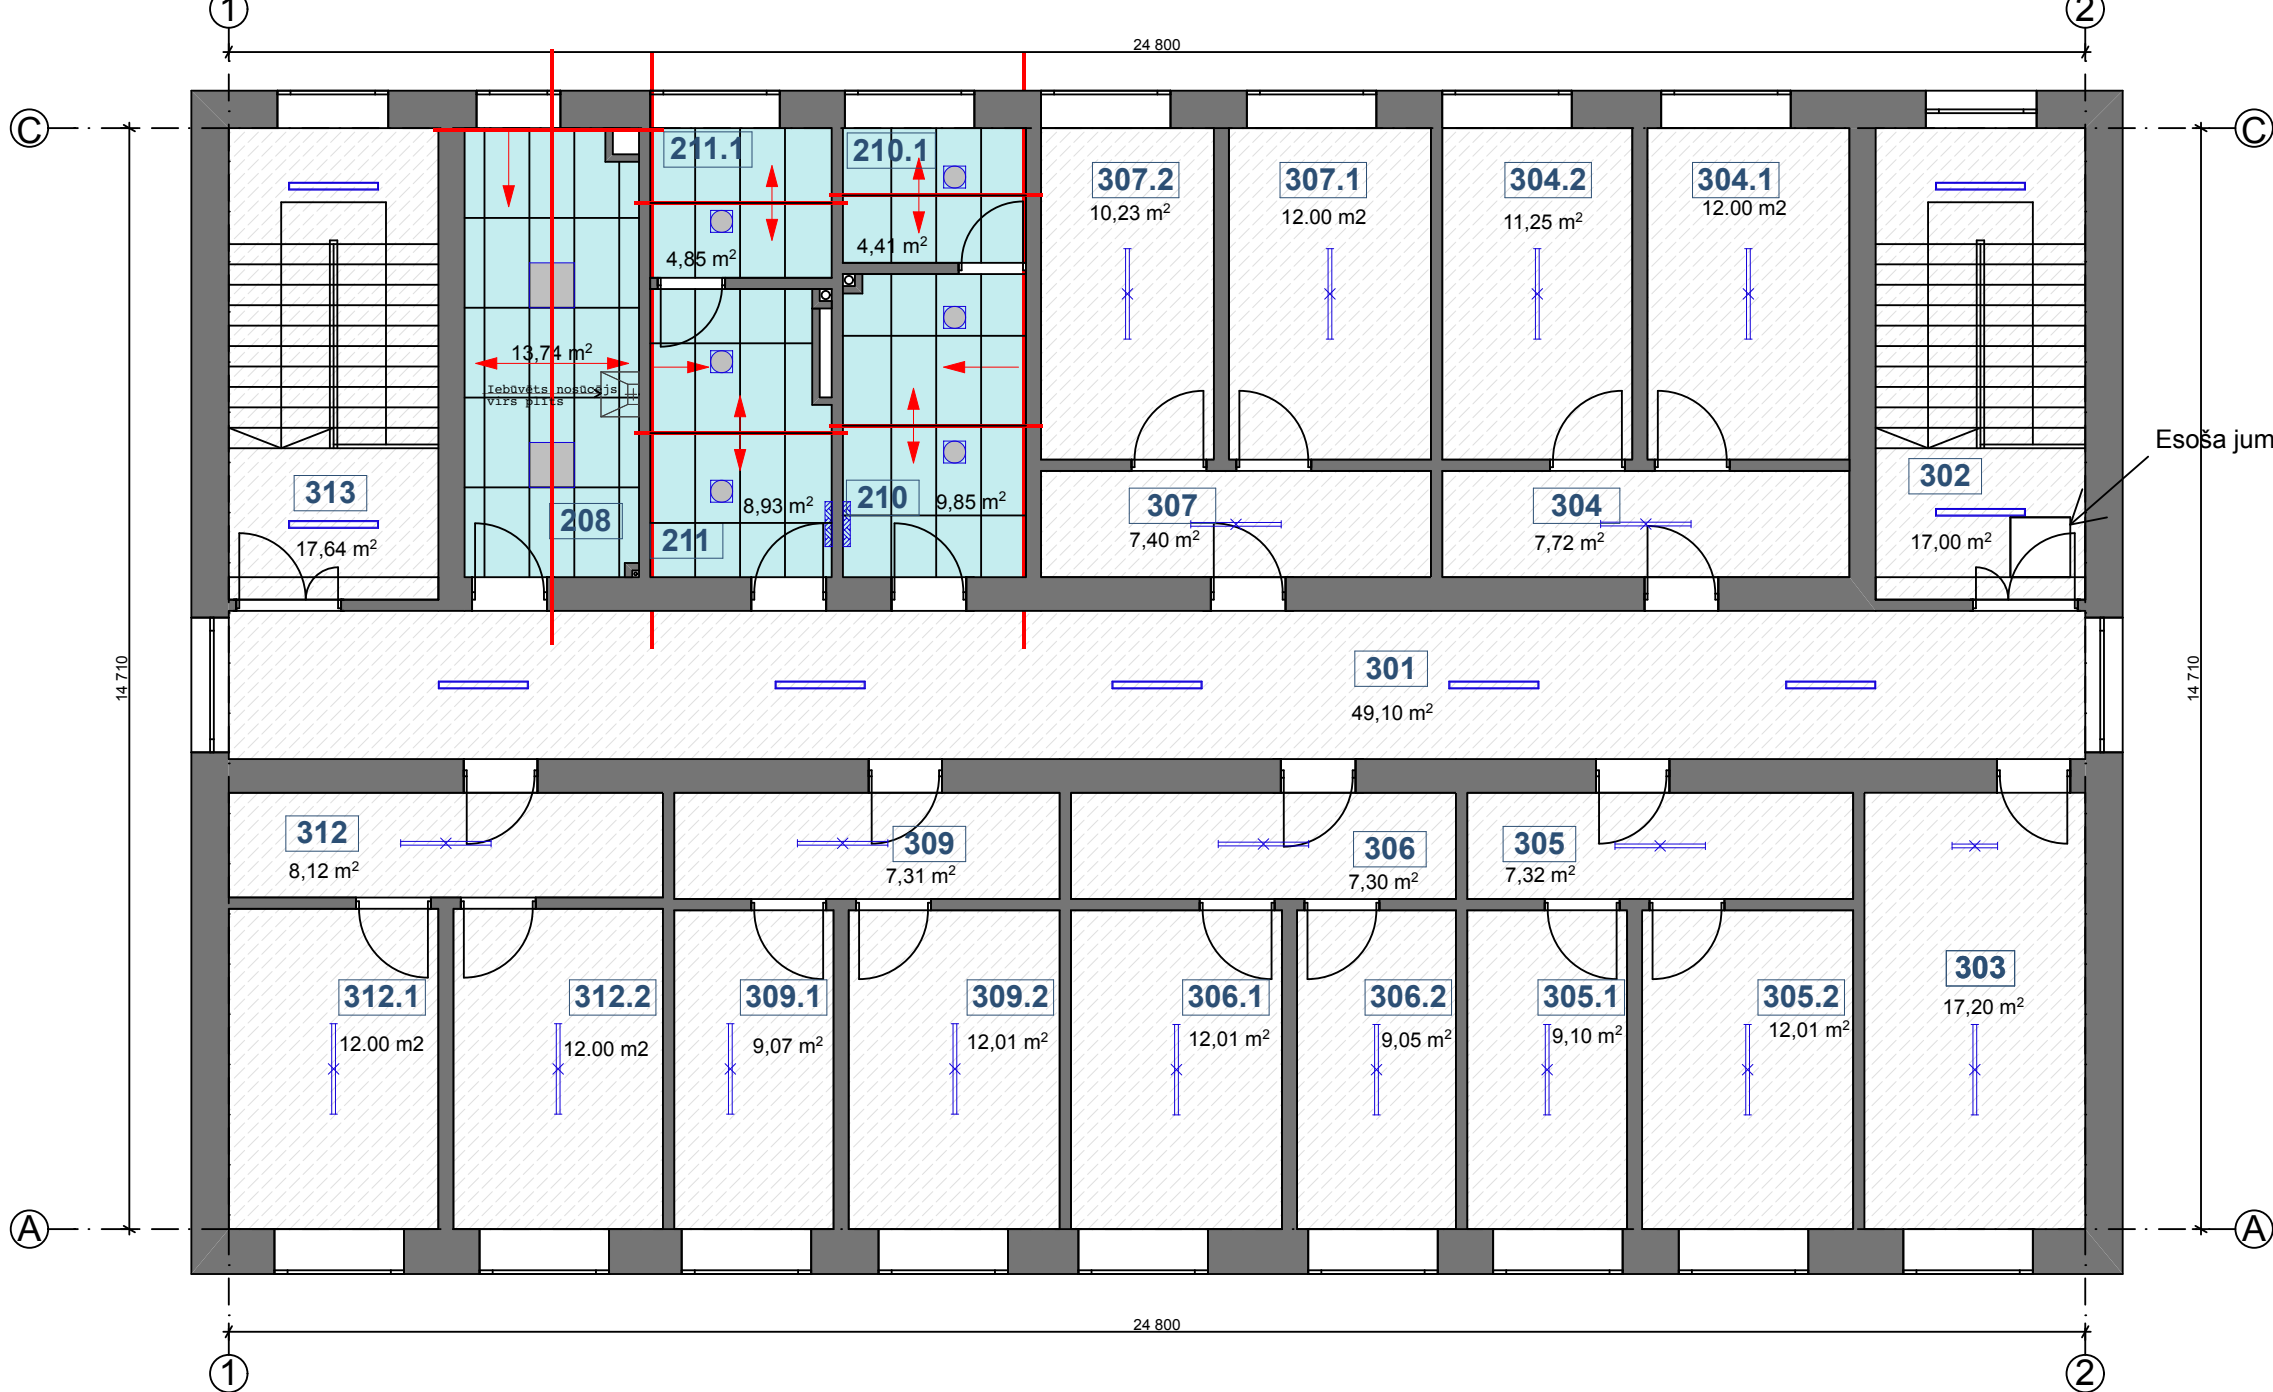 1
2
24 800
C
C
211.1
210.1
307.2
10,23 m²
307.1
12.00 m2
304.2
11,25 m²
304.1
12.00 m2
4,85 m²
4,41 m²
13,74 m²
Iebūvēts nosūcējs
virs plīts
Esoša jum
313
17,64 m²
208
211
8,93 m²
210
9,85 m²
307
7,40 m²
304
7,72 m²
302
17,00 m²
14 710
14 710
301
49,10 m²
312
8,12 m²
309
7,31 m²
306
7,30 m²
305
7,32 m²
303
17,20 m²
312.1
12.00 m2
312.2
12.00 m2
309.1
9,07 m²
309.2
12,01 m²
306.1
12,01 m²
306.2
9,05 m²
305.1
9,10 m²
305.2
12,01 m²
A
A
24 800
1
2